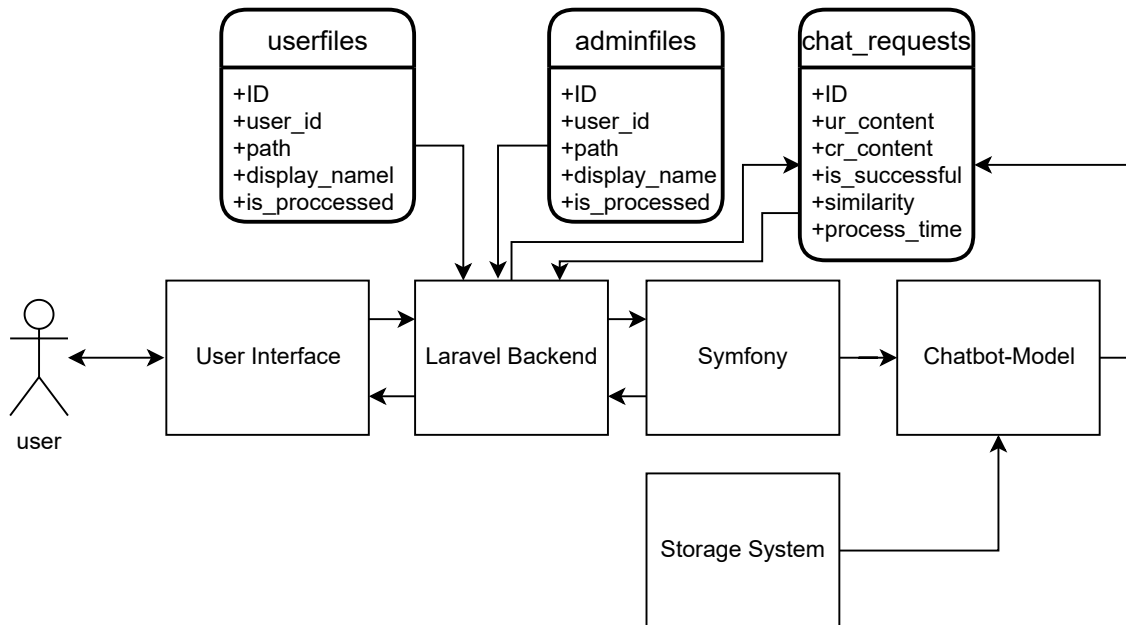 userfiles
+ID
+user_id
+path
+display_namel
+is_proccessed
adminfiles
+ID
+user_id
+path
+display_name
+is_processed
chat_requests
+ID
+ur_content
+cr_content
+is_successful
+similarity
+process_time
user
User Interface
Laravel Backend
Symfony
Chatbot-Model
Storage System